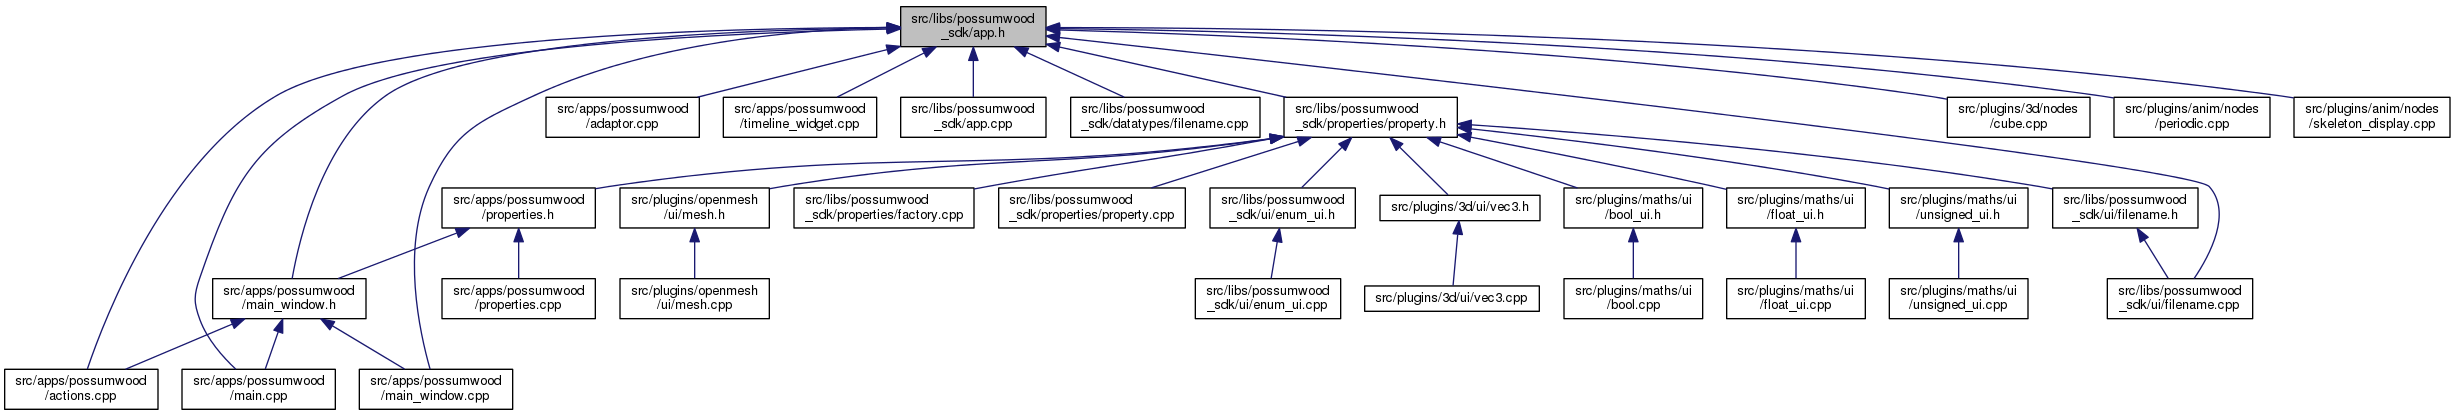 src/libs/possumwood
_sdk/app.h
src/apps/possumwood
/adaptor.cpp
src/apps/possumwood
/timeline_widget.cpp
src/libs/possumwood
_sdk/app.cpp
src/libs/possumwood
_sdk/datatypes/filename.cpp
src/libs/possumwood
_sdk/properties/property.h
src/plugins/3d/nodes
/cube.cpp
src/plugins/anim/nodes
/periodic.cpp
src/plugins/anim/nodes
/skeleton_display.cpp
src/apps/possumwood
/properties.h
src/plugins/openmesh
/ui/mesh.h
src/libs/possumwood
_sdk/properties/factory.cpp
src/libs/possumwood
_sdk/properties/property.cpp
src/libs/possumwood
_sdk/ui/enum_ui.h
src/plugins/3d/ui/vec3.h
src/plugins/maths/ui
/bool_ui.h
src/plugins/maths/ui
/float_ui.h
src/plugins/maths/ui
/unsigned_ui.h
src/libs/possumwood
_sdk/ui/filename.h
src/apps/possumwood
/main_window.h
src/apps/possumwood
/properties.cpp
src/plugins/openmesh
/ui/mesh.cpp
src/libs/possumwood
_sdk/ui/enum_ui.cpp
src/plugins/3d/ui/vec3.cpp
src/plugins/maths/ui
/bool.cpp
src/plugins/maths/ui
/float_ui.cpp
src/plugins/maths/ui
/unsigned_ui.cpp
src/libs/possumwood
_sdk/ui/filename.cpp
src/apps/possumwood
/actions.cpp
src/apps/possumwood
/main.cpp
src/apps/possumwood
/main_window.cpp